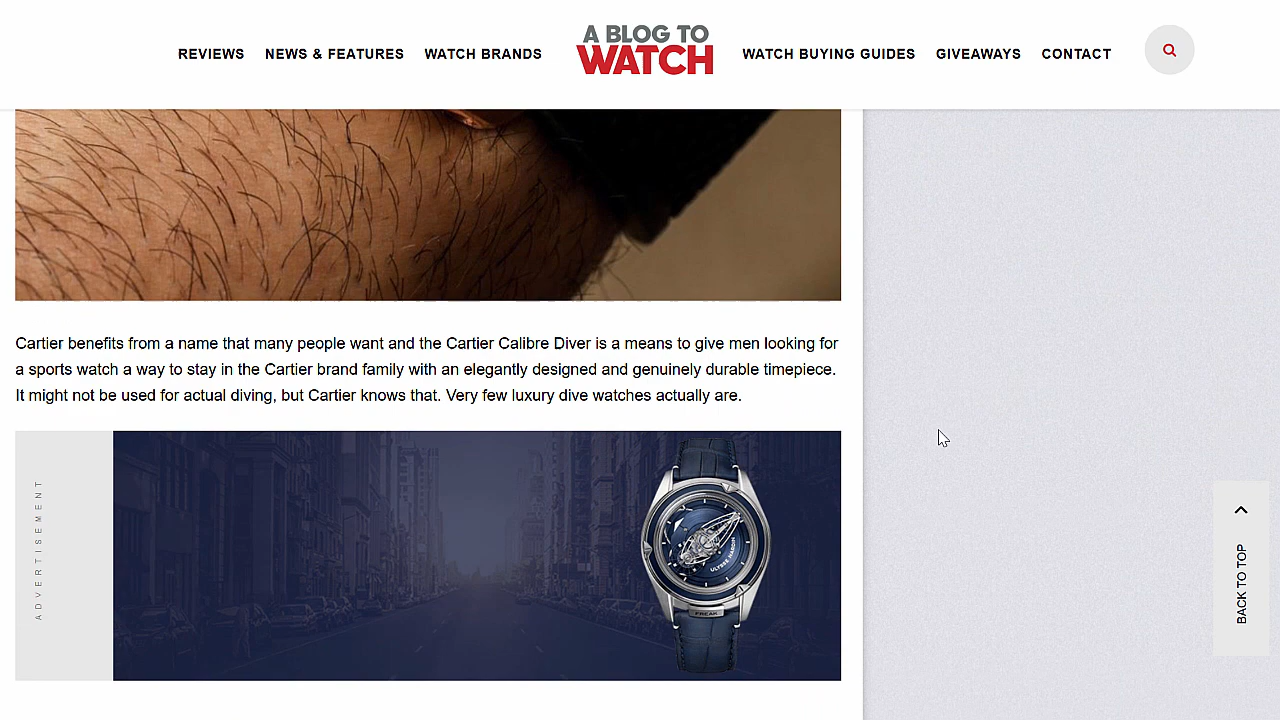 REVIEWS NEWS & FEATURES WATCH BRANDS
A BLOG TO
WATCH
WATCH BUYING GUIDES GIVEAWAYS CONTACT
Cartier benefits from a name that many people want and the Cartier Calibre Diver is a means to give men looking for
a sports watch a way to stay in the Cartier brand family with an elegantly designed and genuinely durable timepiece.
It might not be used for actual diving, but Cartier knows that. Very few luxury dive watches actually are.
ADVERTISEMENT
ULYSSE NARDIN
FREAK
BACK TO TOP